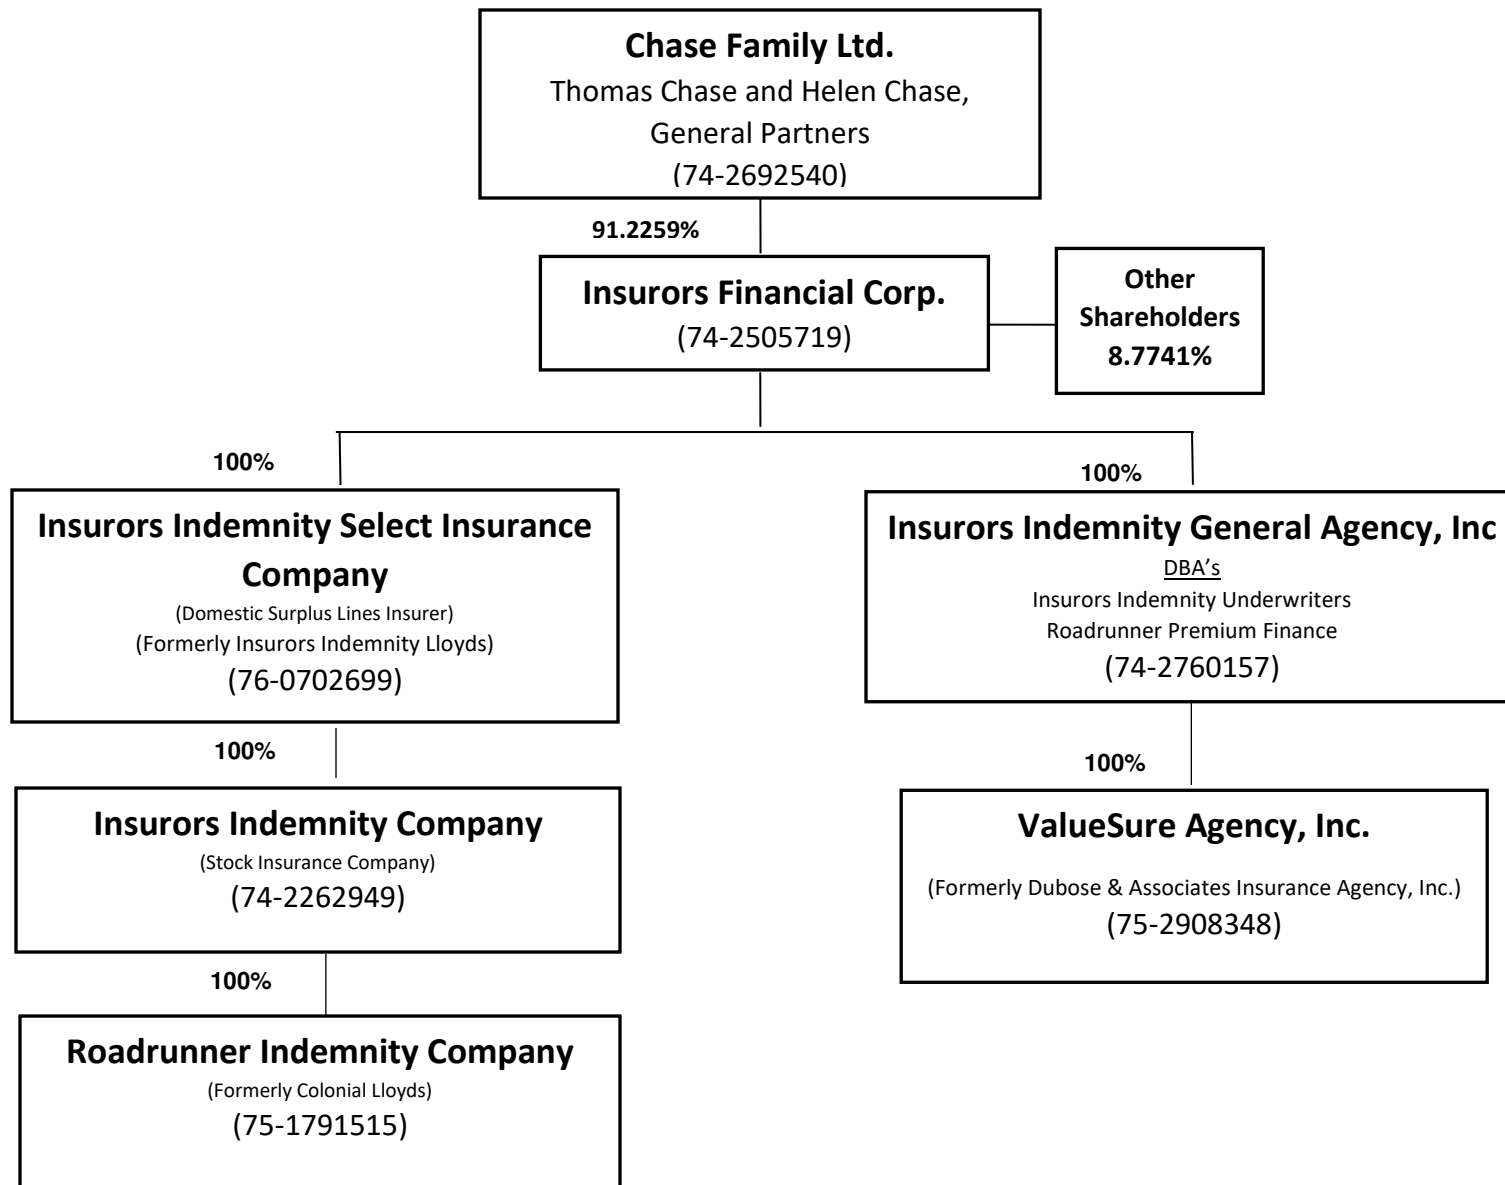 Chase Family Ltd.
Thomas Chase and Helen Chase,
General Partners
(74-2692540)
91.2259%
Insurors Financial Corp.
(74-2505719)
Other
Shareholders
8.7741%
100%
100%
Insurors Indemnity Select Insurance
Company
(Domestic Surplus Lines Insurer)
(Formerly Insurors Indemnity Lloyds)
(76-0702699)
Insurors Indemnity General Agency, Inc
DBA’s
Insurors Indemnity Underwriters
Roadrunner Premium Finance
(74-2760157)
100%
100%
Insurors Indemnity Company
(Stock Insurance Company)
(74-2262949)
ValueSure Agency, Inc.
(Formerly Dubose & Associates Insurance Agency, Inc.)
(75-2908348)
100%
Roadrunner Indemnity Company
(Formerly Colonial Lloyds)
(75-1791515)